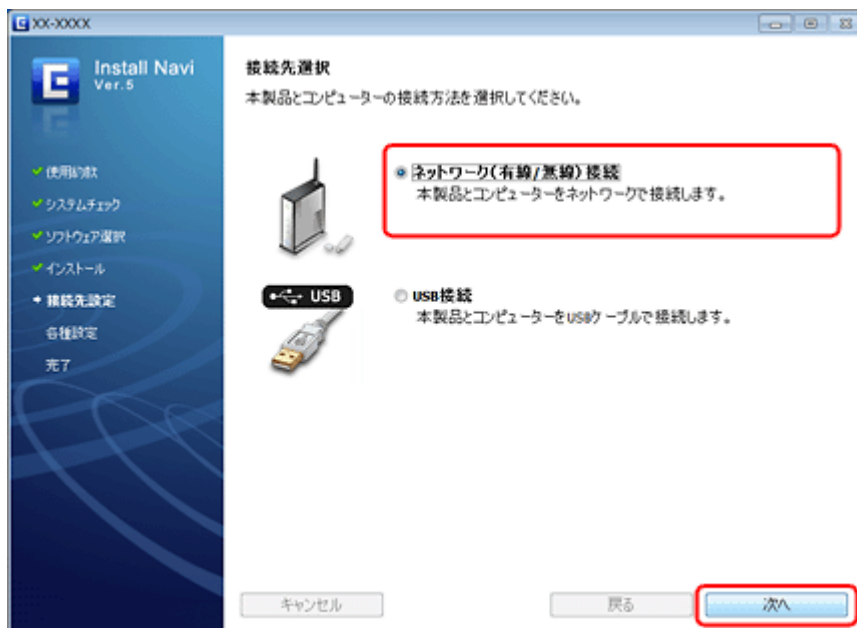 XX-XXXX
Install Navi
Ver.5
使用約款
システムチェック
ソフトウェア選択
インストール
接続先設定
各種設定
完了
接続先選択
本製品とコンピューターの接続方法を選択してください。
ネットワーク(有線/無線)接続
本製品とコンピューターをネットワークで接続します。
USB
USB接続
本製品とコンピューターをUSBケーブルで接続します。
キャンセル
戻る
次へ